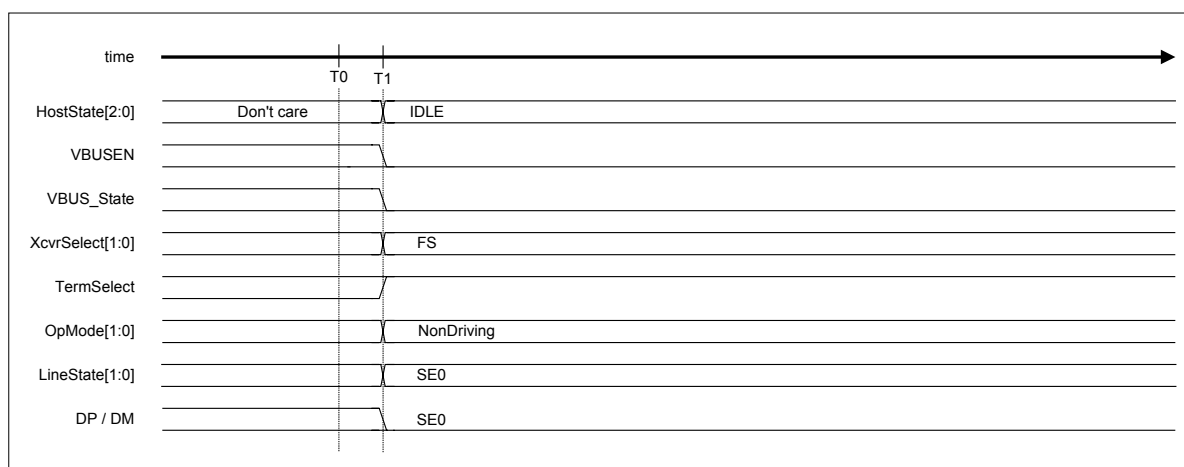 time
T0 T1
HostState[2:0] Don't care IDLE
VBUSEN
VBUS_State
XcvrSelect[1:0] FS
TermSelect
OpMode[1:0] NonDriving
LineState[1:0] SE0
DP / DM SE0